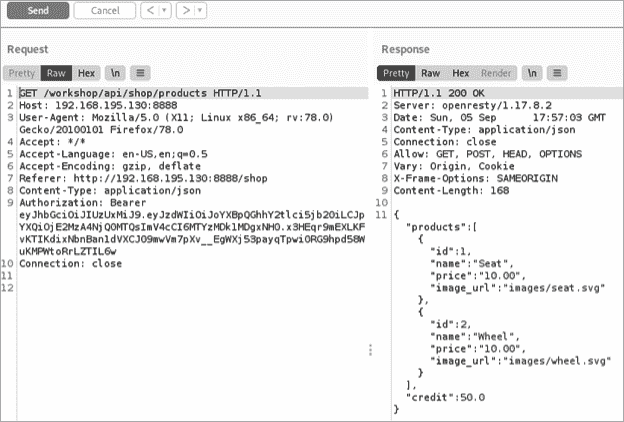 Send Cancel < >
Request
Pretty Raw Hex \n
1 GET /workshop/api/shop/products HTTP/1.1
2 Host: 192.168.195.130:8888
3 User-Agent: Mozilla/5.0 (X11; Linux x86_64; rv:78.0)
Gecko/20100101 Firefox/78.0
4 Accept: */*
5 Accept-Language: en-US,en;q=0.5
6 Accept-Encoding: gzip, deflate
7 Referer: http://192.168.195.130:8888/shop
8 Content-Type: application/json
9 Authorization: Bearer
10 Connection: close
11
12
Response
Pretty Raw Hex Render \n
1 HTTP/1.1 200 OK
2 Server: openresty/1.17.8.2
3 Date: Sun, 05 Sep 17:57:03 GMT
4 Content-Type: application/json
5 Connection: close
6 Allow: GET, POST, HEAD, OPTIONS
7 Vary: Origin, Cookie
8 X-Frame-Options: SAMEORIGIN
9 Content-Length: 168
10
11 {
"products":[
{
"id":1,
"name":"Seat",
"price":"10.00",
"image_url":"images/seat.svg"
},
{
"id":2,
"name":"Wheel",
"price":"10.00",
"image_url":"images/wheel.svg"
}
],
"credit":50.0
}